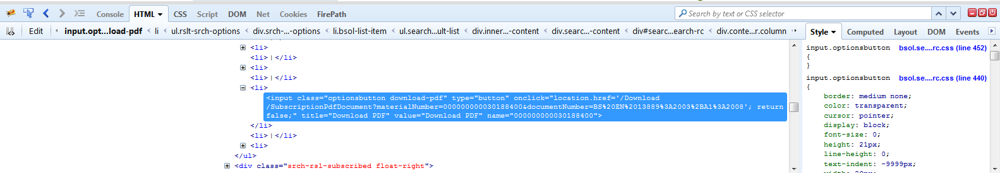 Console HTML CSS Script DOM Net Cookies FirePath Search by text or CSS selector
Edit input.opt...load-pdf < li < ul.rslt-srch-options < div.srch-...-options < li.bsol-list-item < ul.search...ult-list < div.inner...-content < div.searc...-content < div#searc...earch-rc < div.conte...r.column
Style Computed Layout DOM Events
<li>
<li> | </li>
<li>
<li> | </li>
<li>
<input class="optionsbutton download-pdf" type="button" onclick="location.href='/Download
/SubscriptionPdfDocument?materialNumber=000000000030188400&documentNumber=BS%20EN%2013889%3A2003%2BA1%3A2008'; return
false;" title="Download PDF" value="Download PDF" name="000000000030188400">
</li>
<li> | </li>
<li>
</ul>
<div class="srch-rsl-subscribed float-right">
input.optionsbutton bsol.se....rc.css (line 452)
{
}
input.optionsbutton bsol.se....rc.css (line 440)
{
border: medium none;
color: transparent;
cursor: pointer;
display: block;
font-size: 0;
height: 21px;
line-height: 0;
text-indent: -9999px;